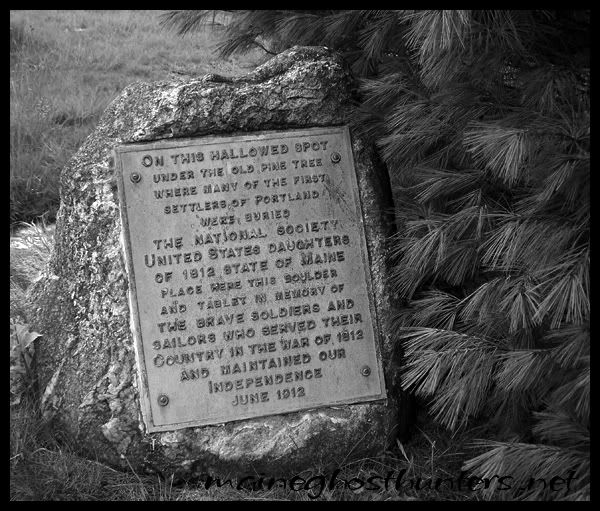 ON THIS HALLOWED SPOT
UNDER THE OLD PINE TREE
WHERE MANY OF THE FIRST
SETTLERS OF PORTLAND
WERE BURIED
THE NATIONAL SOCIETY
UNITED STATES DAUGHTERS
OF 1812 STATE OF MAINE
PLACE HERE THIS BOULDER
AND TABLET IN MEMORY OF
THE BRAVE SOLDIERS AND
SAILORS WHO SERVED THEIR
COUNTRY IN THE WAR OF 1812
AND MAINTAINED OUR
INDEPENDENCE
JUNE 1912
maineghosthunters.net